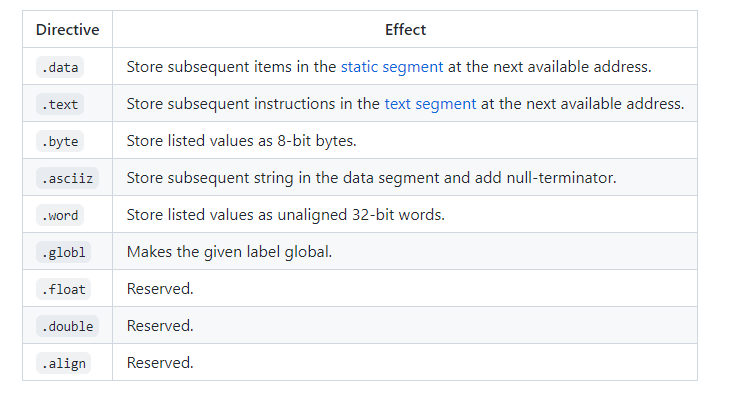 Directive Effect
.data Store subsequent items in the static segment at the next available address.
.text Store subsequent instructions in the text segment at the next available address.
.byte Store listed values as 8-bit bytes.
.asciiz Store subsequent string in the data segment and add null-terminator.
.word Store listed values as unaligned 32-bit words.
.globl Makes the given label global.
.float Reserved.
.double Reserved.
.align Reserved.